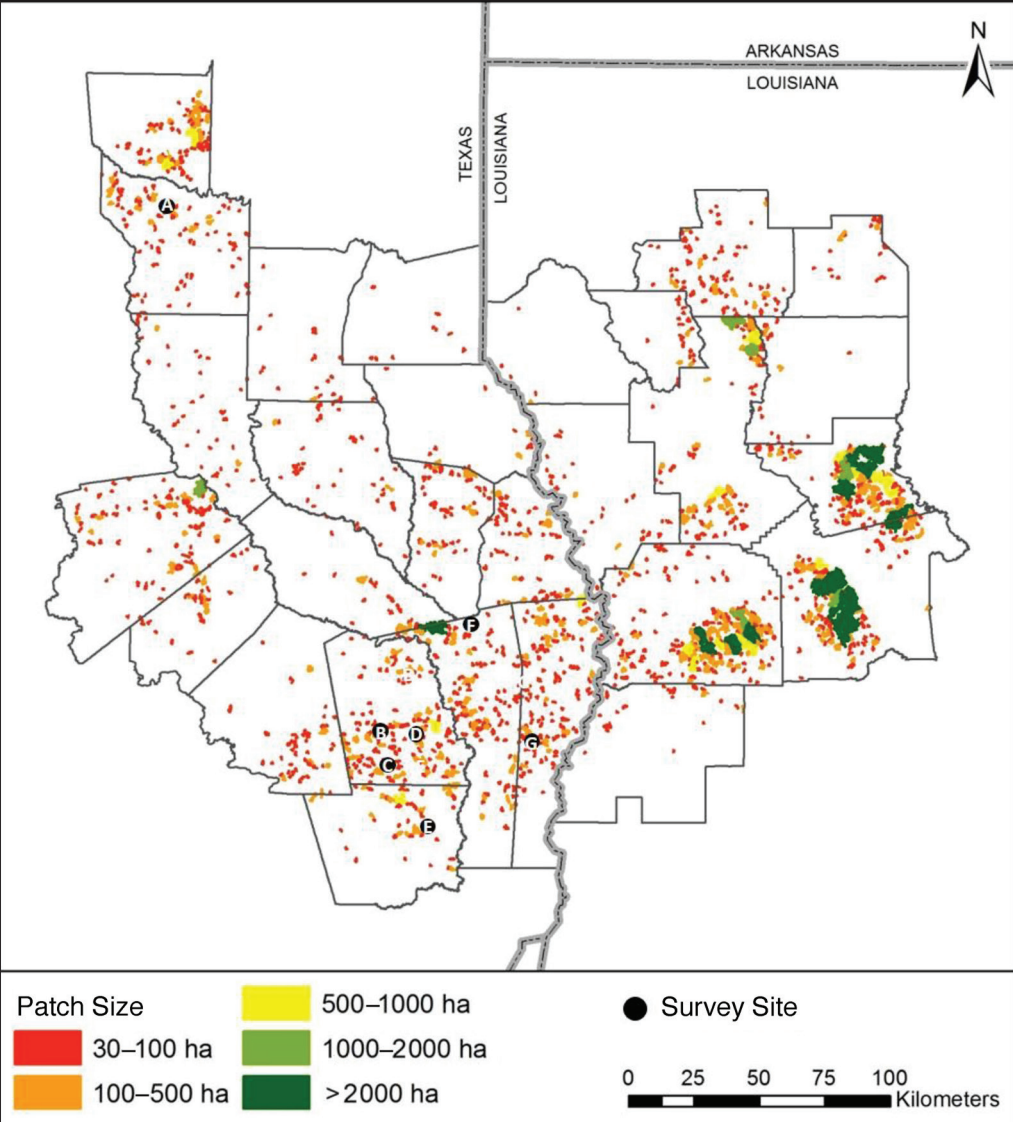 N
ARKANSAS
LOUISIANA
TEXAS
LOUISIANA
A
F
B
D
G
C
E
Patch Size
30–100 ha
100–500 ha
500–1000 ha
1000–2000 ha
>2000 ha
Survey Site
0 25 50 75 100
Kilometers